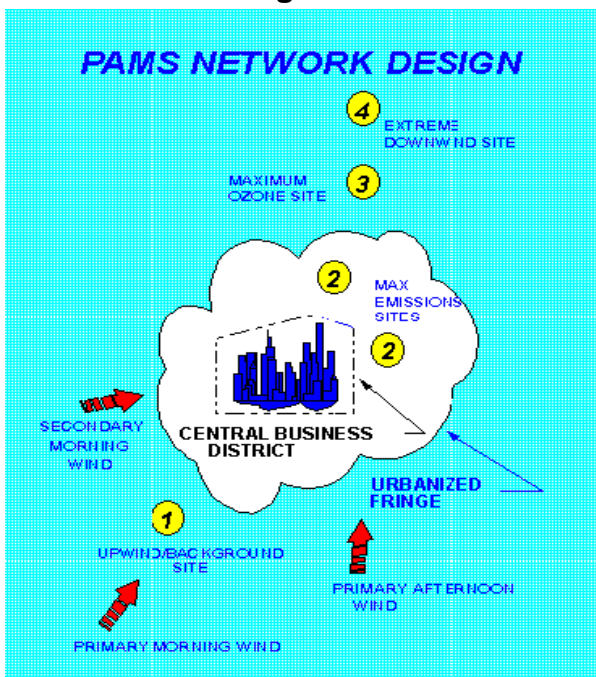 PAMS NETWORK DESIGN
4
EXTREME
DOWNWIND SITE
MAXIMUM
OZONE SITE
3
2
MAX
EMISSIONS
SITES
2
SECONDARY
MORNING
WIND
CENTRAL BUSINESS
DISTRICT
URBANIZED
FRINGE
1
UPWIND/BACKGROUND
SITE
PRIMARY AFTERNOON
WIND
PRIMARY MORNING WIND